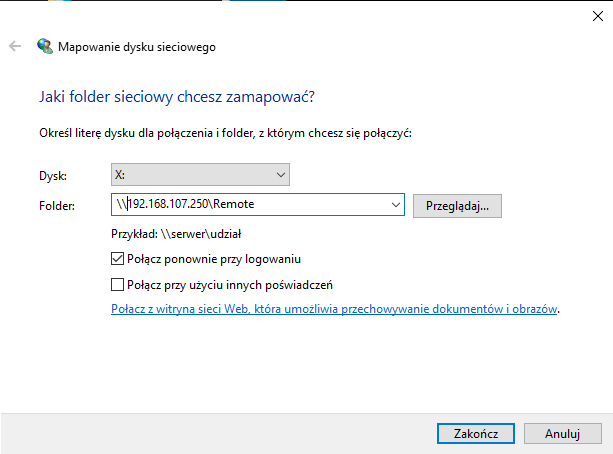 Mapowanie dysku sieciowego
Jaki folder sieciowy chcesz zamapować?
Określ literę dysku dla połączenia i folder, z którym chcesz się połączyć:
Dysk: X:
Folder: \\192.168.107.250\Remote Przeglądaj...
Przykład: \\serwer\udział
Połącz ponownie przy logowaniu
Połącz przy użyciu innych poświadczeń
Połącz z witryna sieci Web, która umożliwia przechowywanie dokumentów i obrazów.
Zakończ Anuluj